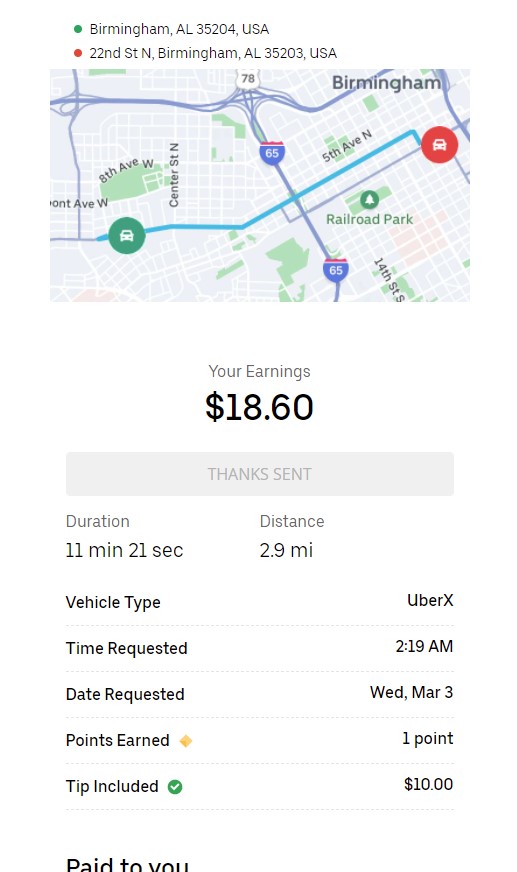 Birmingham, AL 35204, USA
22nd St N, Birmingham, AL 35203, USA
78
Birmingham
65
5th Ave N
8th Ave W
Center St N
ont Ave W
Railroad Park
65
14th St S
Your Earnings
$18.60
THANKS SENT
Duration
Distance
11 min 21 sec
2.9 mi
Vehicle Type
UberX
Time Requested
2:19 AM
Date Requested
Wed, Mar 3
Points Earned
1 point
Tip Included
$10.00
Paid to you